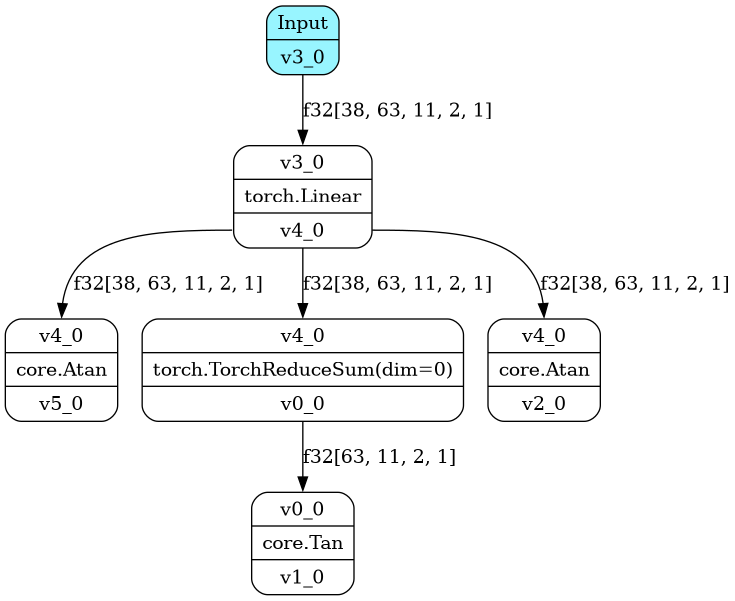 Input
v3_0
f32[38, 63, 11, 2, 1]
v3_0
torch.Linear
v4_0
f32[38, 63, 11, 2, 1]
f32[38, 63, 11, 2, 1]
f32[38, 63, 11, 2, 1]
v4_0
core.Atan
v5_0
v4_0
torch.TorchReduceSum(dim=0)
v0_0
v4_0
core.Atan
v2_0
f32[63, 11, 2, 1]
v0_0
core.Tan
v1_0